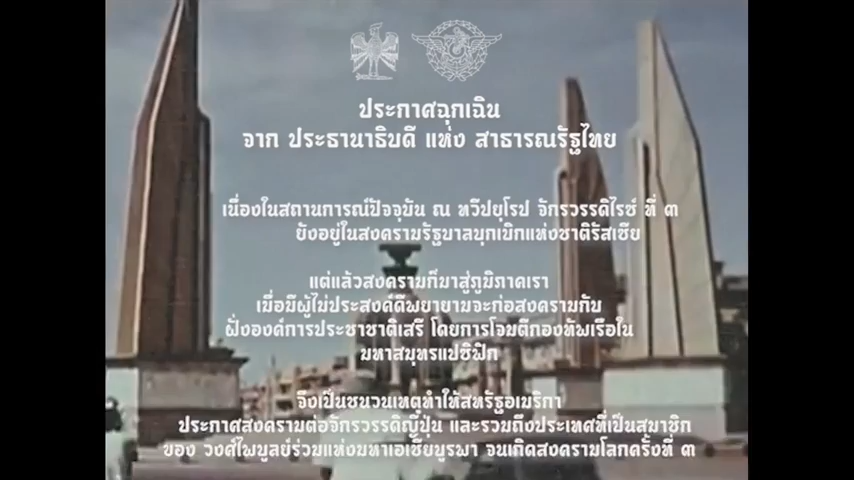 ประกาศฉุกเฉิน
จาก ประธานาธิบดี แห่ง สาธารณรัฐไทย
เนื่องในสถานการณ์ปัจจุบัน ณ ทวีปยุโรป จักรวรรดิไรช์ ที่ ๓
ยังอยู่ในสงครามรัฐบาลบุกเบิกแห่งชาติรัสเซีย
แต่แล้วสงครามก็มาสู่ภูมิภาคเรา
เมื่อมีผู้ไม่ประสงค์ดีพยายามจะก่อสงครามกับ
ฝั่งองค์การประชาชาติเสรี โดยการโจมตีกองทัพเรือใน
มหาสมุทรแปซิฟิก
จึงเป็นชนวนเหตุทำให้สหรัฐอเมริกา
ประกาศสงครามต่อจักรวรรดิญี่ปุ่น และรวมถึงประเทศที่เป็นสมาชิก
ของ วงศ์ไพบูลย์ร่วมแห่งมหาเอเชียบูรพา จนเกิดสงครามโลกครั้งที่ ๓